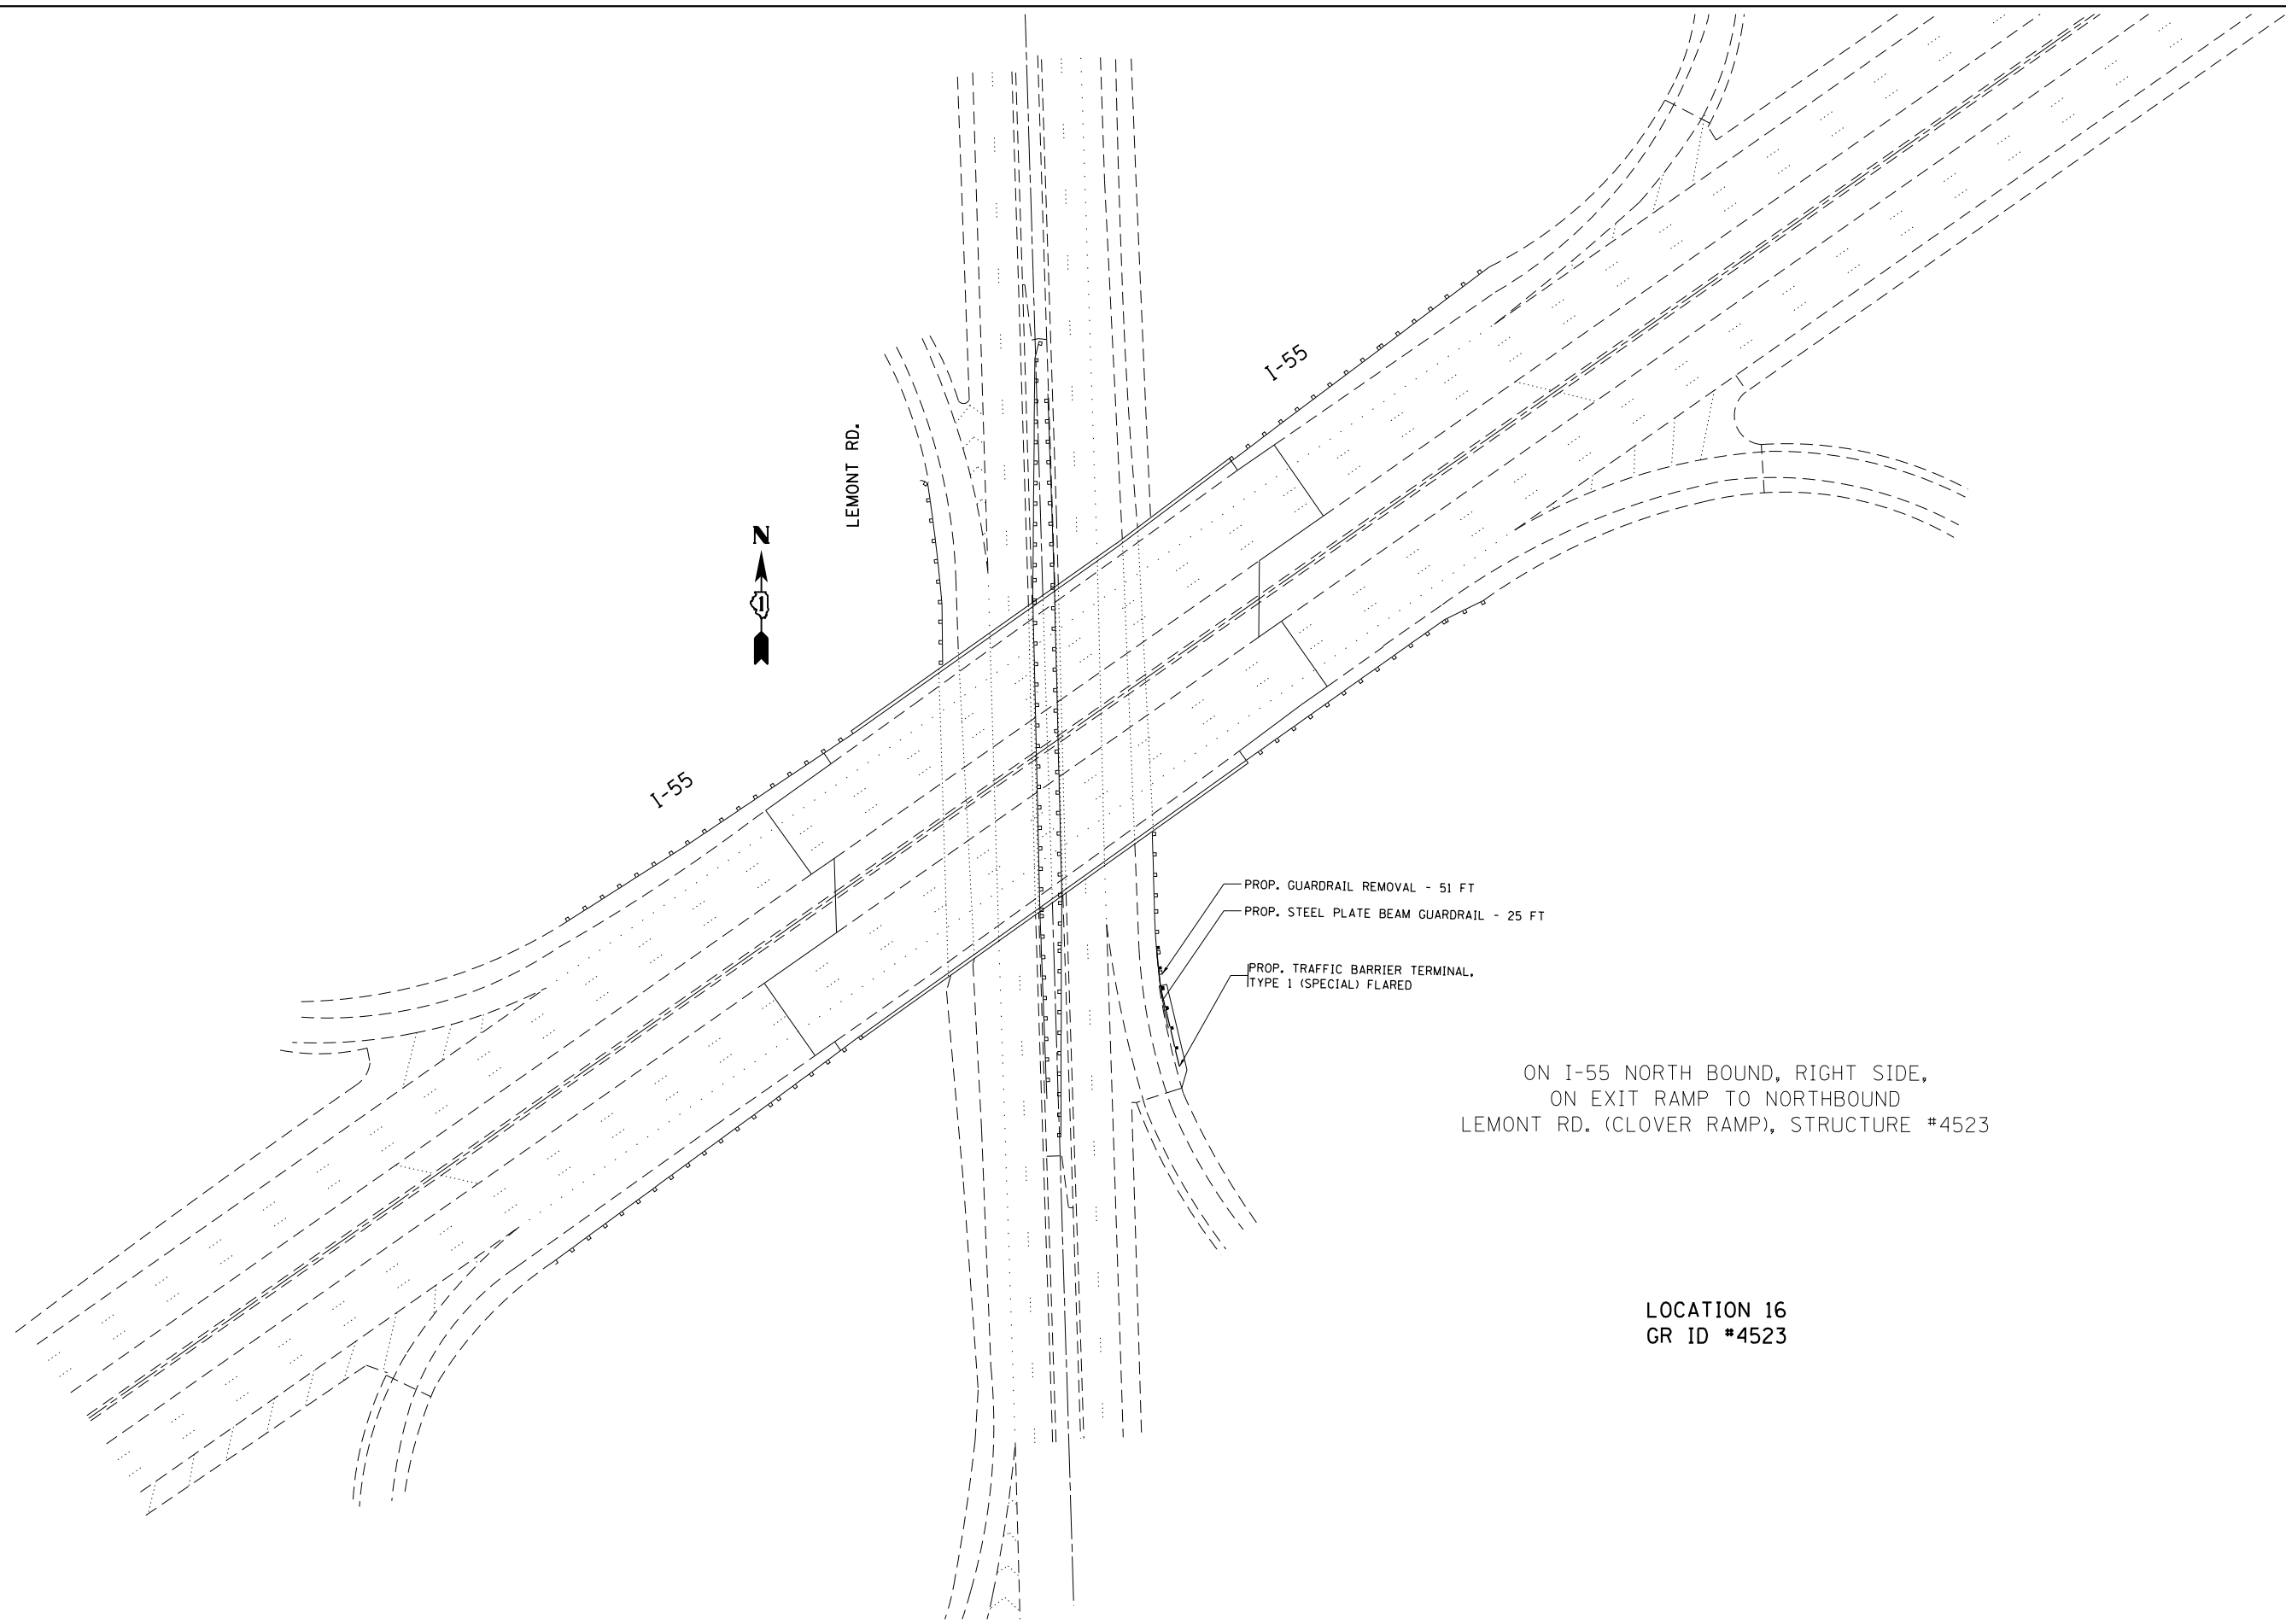 I-55
LEMONT RD.
N
1
I-55
PROP. GUARDRAIL REMOVAL - 51 FT
PROP. STEEL PLATE BEAM GUARDRAIL - 25 FT
PROP. TRAFFIC BARRIER TERMINAL,
TYPE 1 (SPECIAL) FLARED
ON I-55 NORTH BOUND, RIGHT SIDE,
ON EXIT RAMP TO NORTHBOUND
LEMONT RD. (CLOVER RAMP), STRUCTURE #4523
LOCATION 16
GR ID #4523